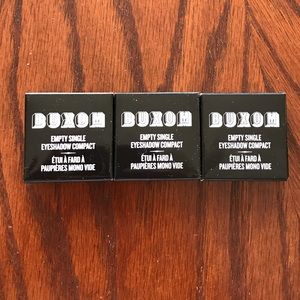 BUXOM
EMPTY SINGLE
EYESHADOW COMPACT
ÉTUI À FARD À
PAUPIÈRES MONO VIDE
BUXOM
EMPTY SINGLE
EYESHADOW COMPACT
ÉTUI À FARD À
PAUPIÈRES MONO VIDE
BUXOM
EMPTY SINGLE
EYESHADOW COMPACT
ÉTUI À FARD À
PAUPIÈRES MONO VIDE